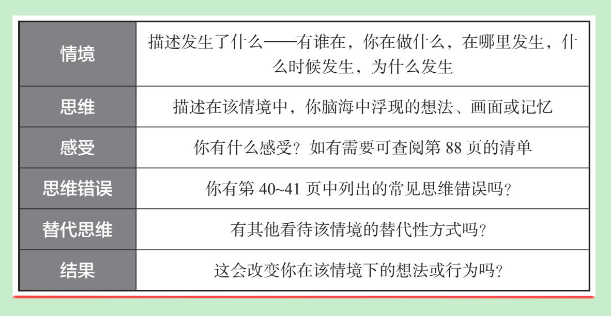 情境
描述发生了什么——有谁在，你在做什么，在哪里发生，什
么时候发生，为什么发生
思维
描述在该情境中，你脑海中浮现的想法、画面或记忆
感受
你有什么感受？如有需要可查阅第 88 页的清单
思维错误
你有第 40~41 页中列出的常见思维错误吗？
替代思维
有其他看待该情境的替代性方式吗？
结果
这会改变你在该情境下的想法或行为吗？